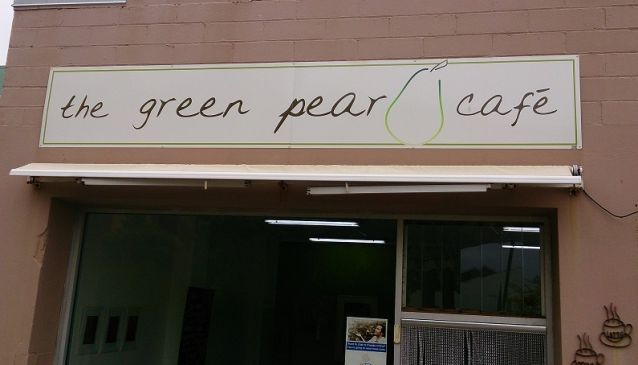 the green pear café